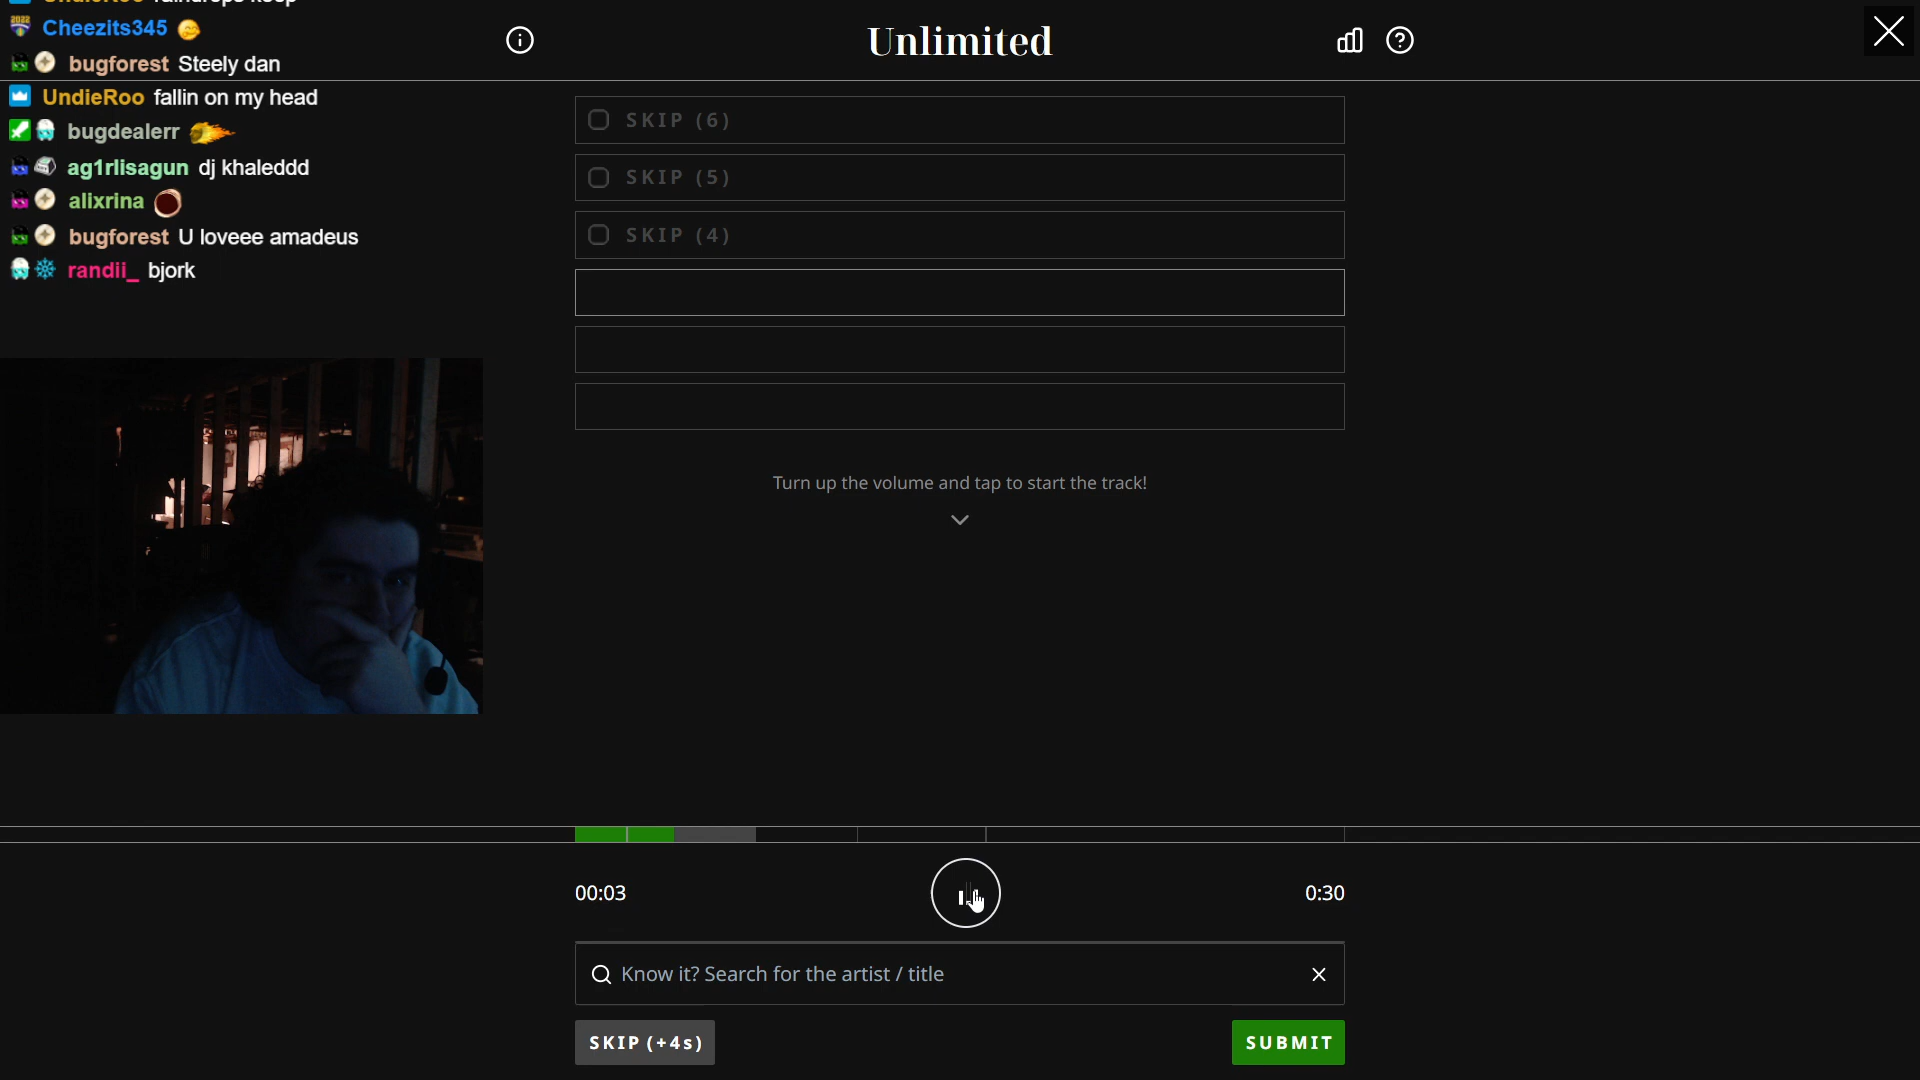 Cheezits345
bugforest Steely dan
UndieRoo fallin on my head
bugdealerr
ag1rlisagun dj khaleddd
alixrina
bugforest U loveee amadeus
randii_ bjork
Unlimited
SKIP (6)
SKIP (5)
SKIP (4)
Turn up the volume and tap to start the track!
00:03
0:30
Know it? Search for the artist / title
SKIP (+4s)
SUBMIT